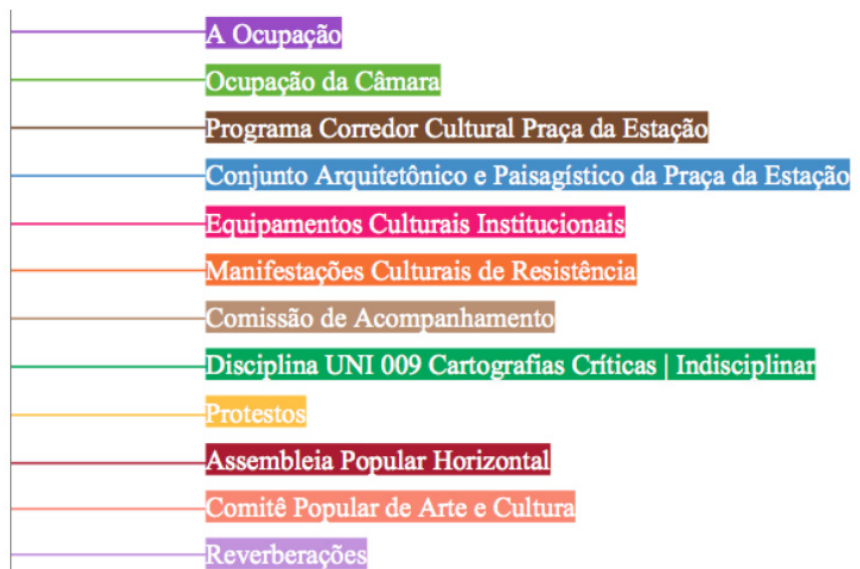 A Ocupação
Ocupação da Câmara
Programa Corredor Cultural Praça da Estação
Conjunto Arquitetônico e Paisagístico da Praça da Estação
Equipamentos Culturais Institucionais
Manifestações Culturais de Resistência
Comissão de Acompanhamento
Disciplina UNI 009 Cartografias Críticas | Indisciplinar
Protestos
Assembleia Popular Horizontal
Comitê Popular de Arte e Cultura
Reverberações